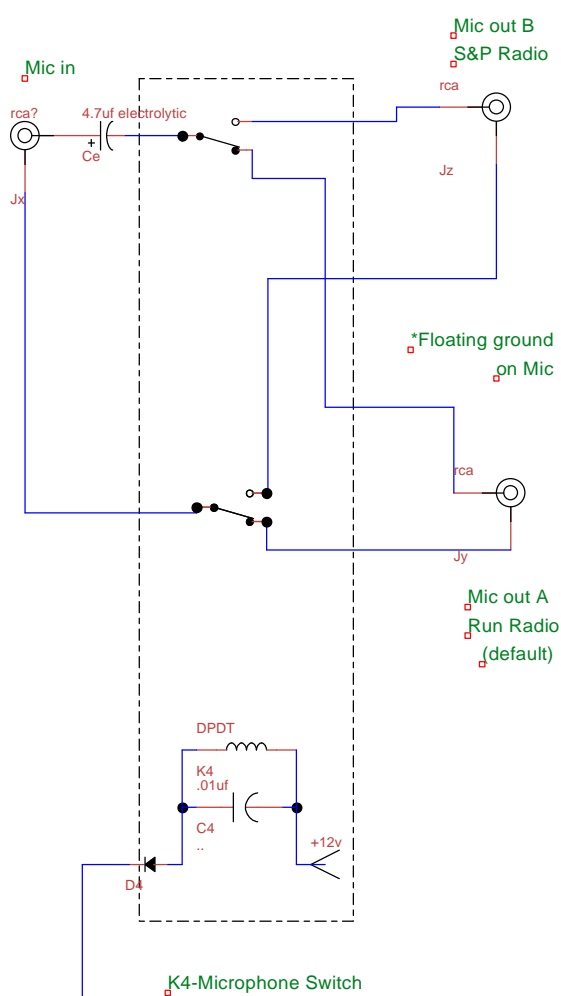 Mic out B
S&P Radio
Mic in
rca
rca?
4.7uf electrolytic
+
Ce
Jx
Jz
*Floating ground
on Mic
rca
Jy
Mic out A
Run Radio
(default)
DPDT
K4
.01uf
C4
..
+12v
D4
K4-Microphone Switch